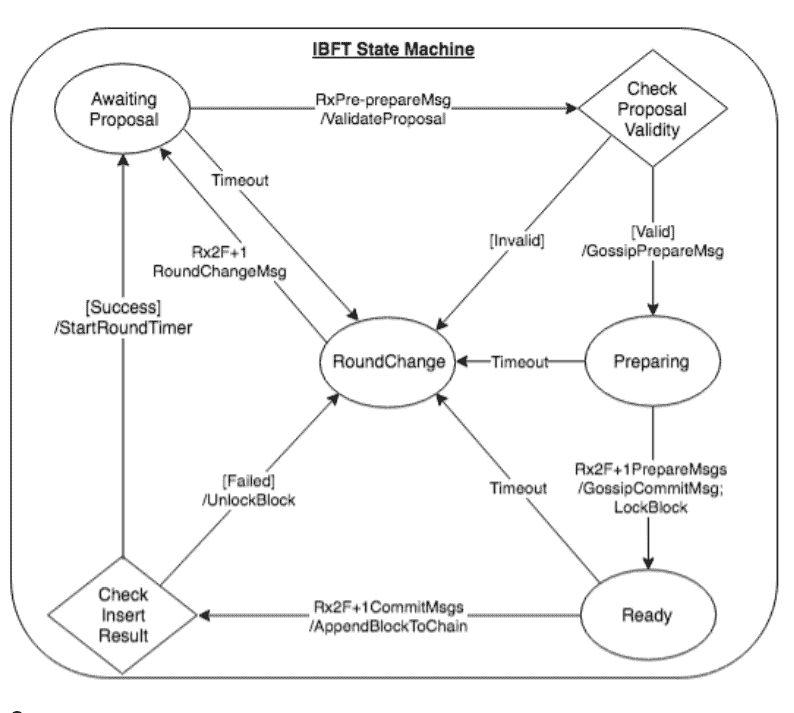 IBFT State Machine
Awaiting
Proposal
RxPre-prepareMsg
/ValidateProposal
Check
Proposal
Validity
Timeout
[Invalid]
[Valid]
/GossipPrepareMsg
Rx2F+1
RoundChangeMsg
[Success]
/StartRoundTimer
RoundChange
Timeout
Preparing
[Failed]
/UnlockBlock
Timeout
Rx2F+1PrepareMsgs
/GossipCommitMsg;
LockBlock
Check
Insert
Result
Rx2F+1CommitMsgs
/AppendBlockToChain
Ready